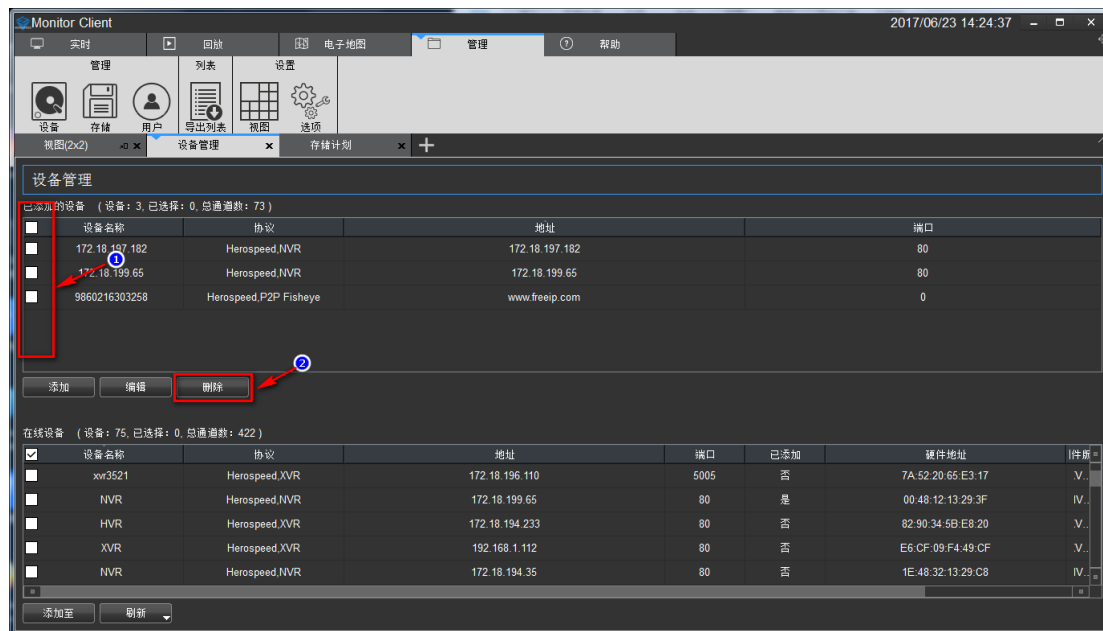 Monitor Client 2017/06/23 14:24:37
实时 回放 电子地图 管理 帮助
管理 列表 设置
设备 存储 用户 导出列表 视图 选项
视图(2x2) 设备管理 存储计划
设备管理
已添加的设备 (设备: 3, 已选择: 0, 总通道数: 73)
设备名称 协议 地址 端口
172.18.197.182 Herospeed,NVR 172.18.197.182 80
1
172.18.199.65 Herospeed,NVR 172.18.199.65 80
9860216303258 Herospeed,P2P Fisheye www.freeip.com 0
2
添加 编辑 删除
在线设备 (设备: 75, 已选择: 0, 总通道数: 422)
设备名称 协议 地址 端口 已添加 硬件地址
xvr3521 Herospeed,XVR 172.18.196.110 5005 否 7A:52:20:65:E3:17 .V..
NVR Herospeed,NVR 172.18.199.65 80 是 00:48:12:13:29:3F IV..
HVR Herospeed,XVR 172.18.194.233 80 否 82:90:34:5B:E8:20 .V..
XVR Herospeed,XVR 192.168.1.112 80 否 E6:CF:09:F4:49:CF .V..
NVR Herospeed,NVR 172.18.194.35 80 否 1E:48:32:13:29:C8 IV..
添加至 刷新